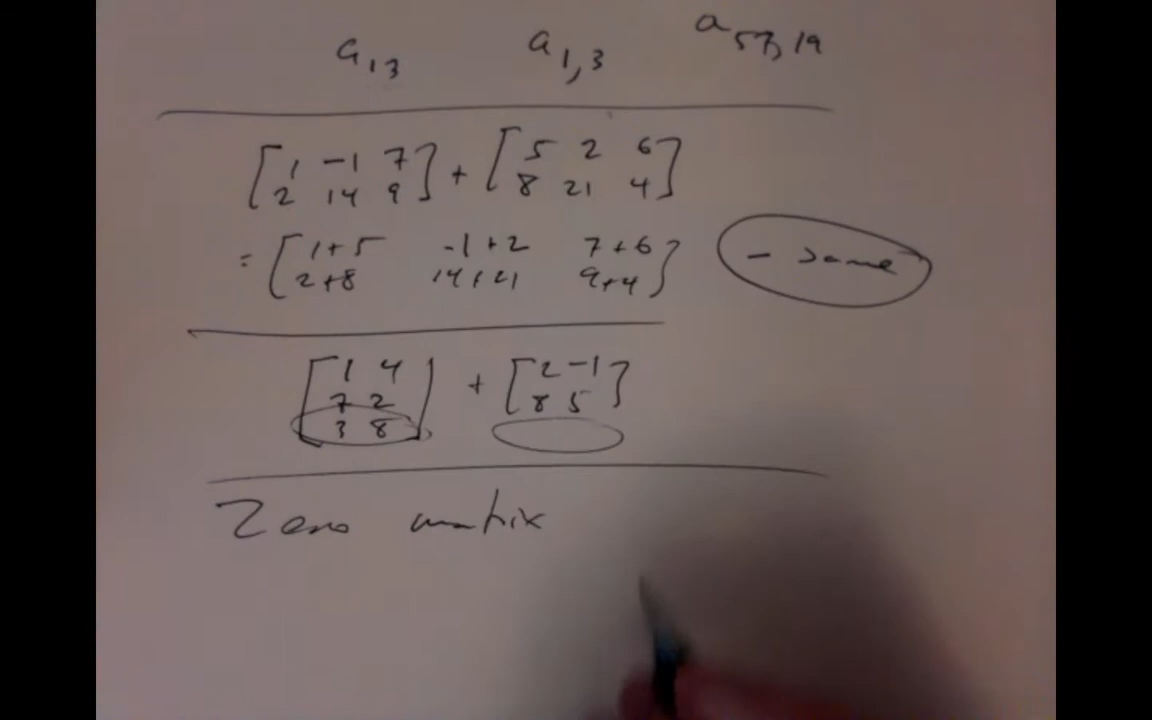 a13 a1,3 a57,19
[1 -1 7] + [5 2 6]
[2 14 9] [8 21 4]
= [1+5 -1+2 7+6]
[2+8 14+21 9+4]
- same
[1 4] + [2 -1]
[7 2] [8 5]
[3 8]
Zero matrix